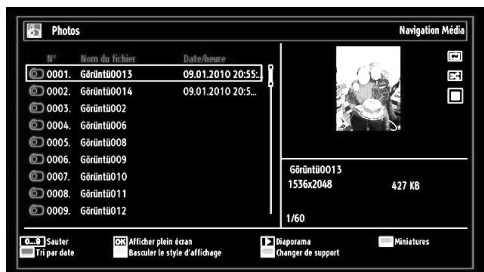 Photos
Navigation Média
N° Nom du fichier Date/heure
0001. Görüntü0013 09.01.2010 20:55:..
0002. Görüntü0014 09.01.2010 20:5...
0003. Görüntü002
0004. Görüntü006
0005. Görüntü008
0006. Görüntü009
0007. Görüntü010
0008. Görüntü011
0009. Görüntü012
Görüntü0013
1536x2048 427 KB
1/60
0...9 Sauter OK Afficher plein écran Diaporama Miniatures
Tri par date Basculer le style d'affichage Changer de support